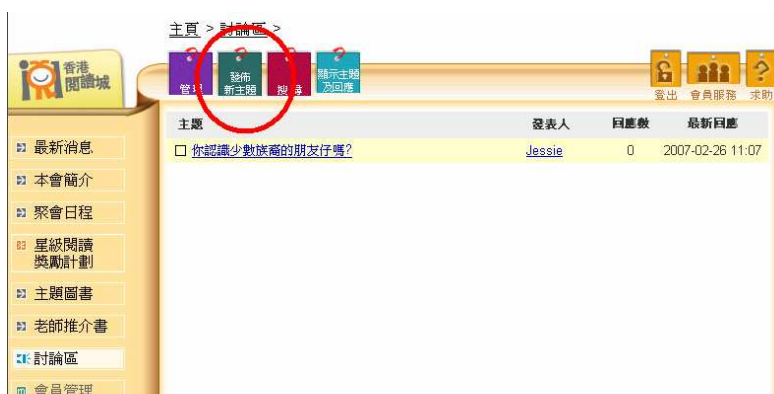 主頁 > 討論區 >
香港
閱讀城
管理
發佈
新主題
搜尋
顯示主題
及回應
登出
會員服務
求助
主題
發表人
回應數
最新回應
你認識少數族裔的朋友仔嗎?
Jessie
0
2007-02-26 11:07
最新消息
本會簡介
聚會日程
星級閱讀
獎勵計劃
主題圖書
老師推介書
討論區
會員管理